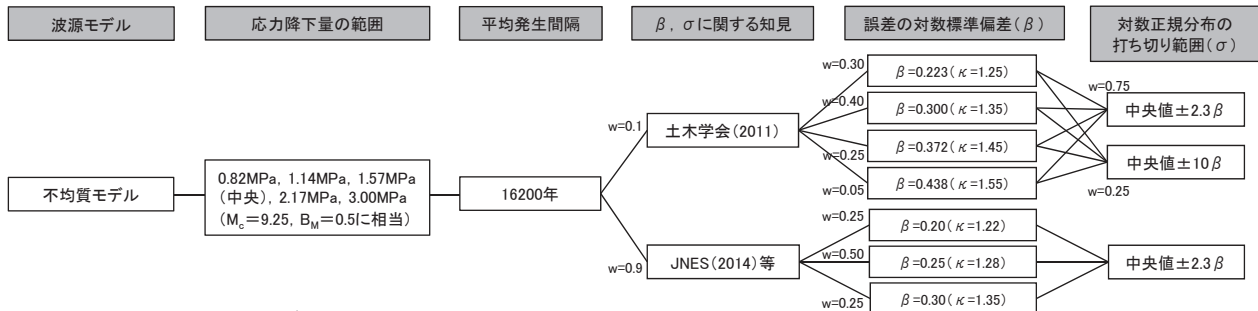 波源モデル
応力降下量の範囲
平均発生間隔
β，σに関する知見
誤差の対数標準偏差(β)
対数正規分布の
打ち切り範囲(σ)
不均質モデル
0.82MPa, 1.14MPa, 1.57MPa
(中央), 2.17MPa, 3.00MPa
(Mc=9.25, BM=0.5に相当)
16200年
w=0.1
土木学会(2011)
w=0.30
β=0.223(κ=1.25)
w=0.40
β=0.300(κ=1.35)
w=0.25
β=0.372(κ=1.45)
w=0.05
β=0.438(κ=1.55)
w=0.75
中央値±2.3β
中央値±10β
w=0.25
w=0.9
JNES(2014)等
w=0.25
β=0.20(κ=1.22)
w=0.50
β=0.25(κ=1.28)
w=0.25
β=0.30(κ=1.35)
中央値±2.3β